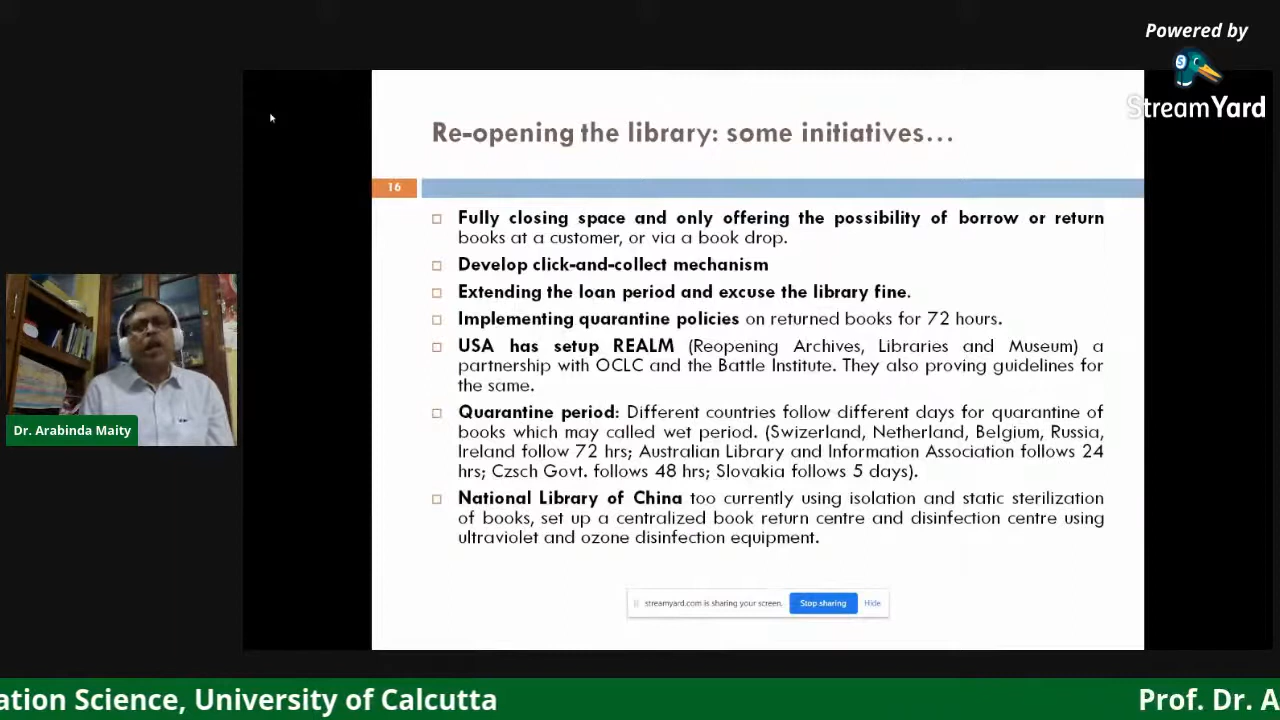 Powered by
StreamYard
Re-opening the library: some initiatives...
16
Fully closing space and only offering the possibility of borrow or return
books at a customer, or via a book drop.
Develop click-and-collect mechanism
Extending the loan period and excuse the library fine.
Implementing quarantine policies on returned books for 72 hours.
USA has setup REALM (Reopening Archives, Libraries and Museum) a
partnership with OCLC and the Battle Institute. They also proving guidelines for
the same.
Quarantine period: Different countries follow different days for quarantine of
books which may called wet period. (Swizerland, Netherland, Belgium, Russia,
Ireland follow 72 hrs; Australian Library and Information Association follows 24
hrs; Czsch Govt. follows 48 hrs; Slovakia follows 5 days).
National Library of China too currently using isolation and static sterilization
of books, set up a centralized book return centre and disinfection centre using
ultraviolet and ozone disinfection equipment.
Dr. Arabinda Maity
streamyard.com is sharing your screen. Stop sharing Hide
ation Science, University of Calcutta Prof. Dr. A